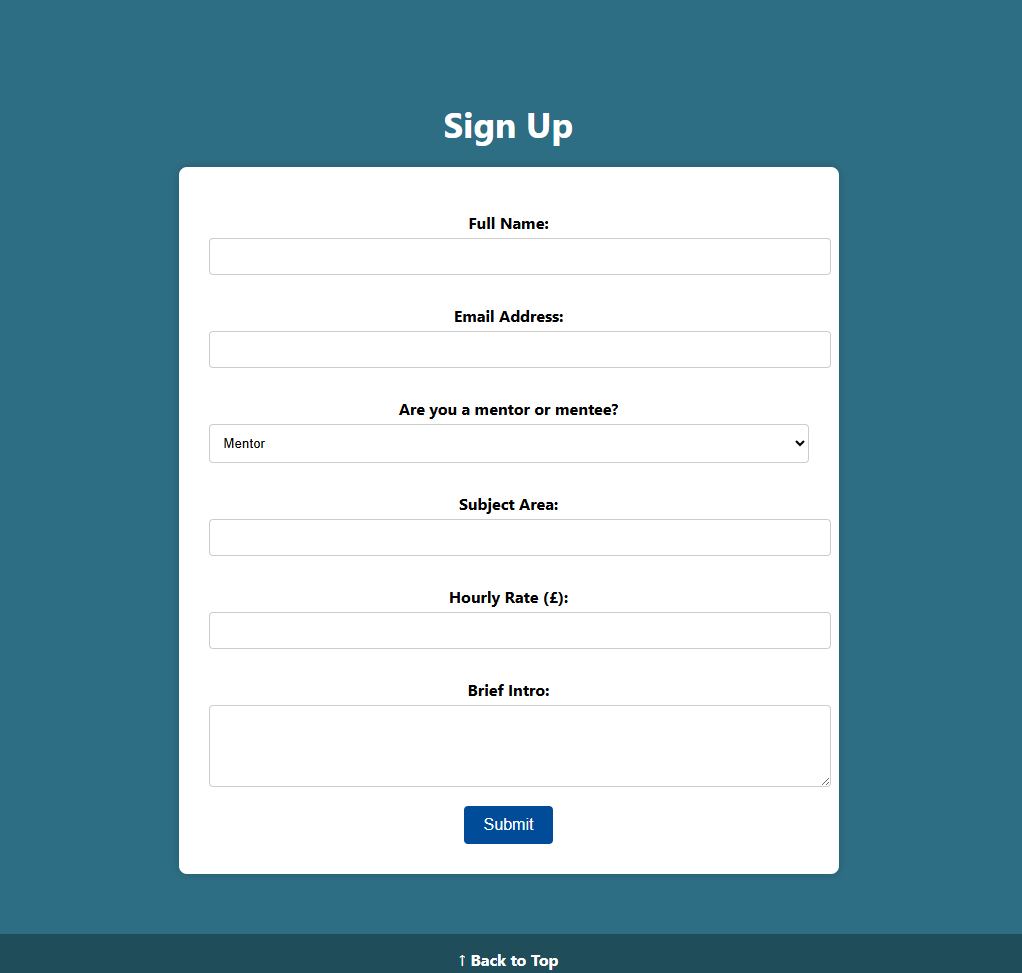 Sign Up
Full Name:
Email Address:
Are you a mentor or mentee?
Mentor
Subject Area:
Hourly Rate (£):
Brief Intro:
Submit
↑ Back to Top